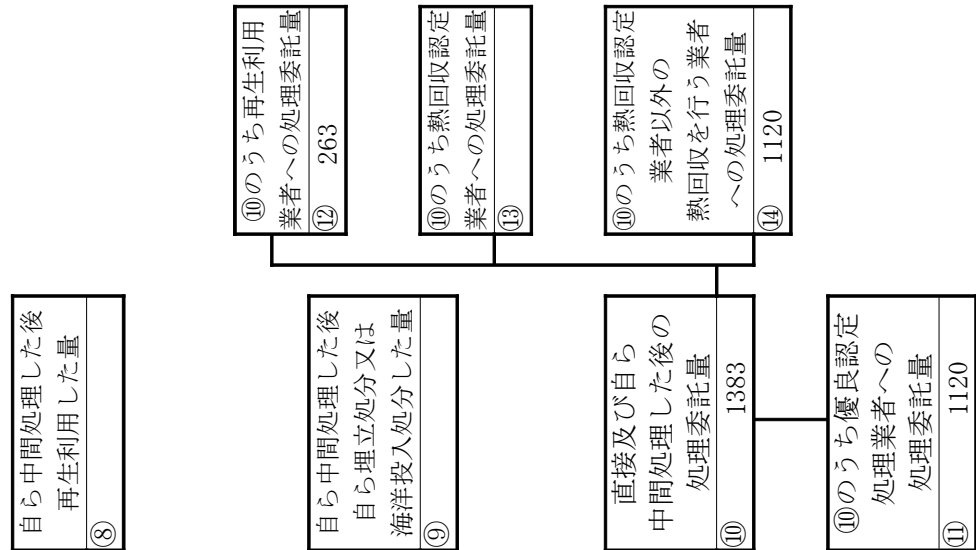 ⑩のうち再生利用
業者への処理委託量
⑫ 263
⑩のうち熱回収認定
業者への処理委託量
⑬
⑩のうち熱回収認定
業者以外の
熱回収を行う業者
への処理委託量
⑭ 1120
自ら中間処理した後
再生利用した量
⑧
自ら中間処理した後
自ら埋立処分又は
海洋投入処分した量
⑨
直接及び自ら
中間処理した後の
処理委託量
⑩ 1383
⑩のうち優良認定
処理業者への
処理委託量
⑪ 1120